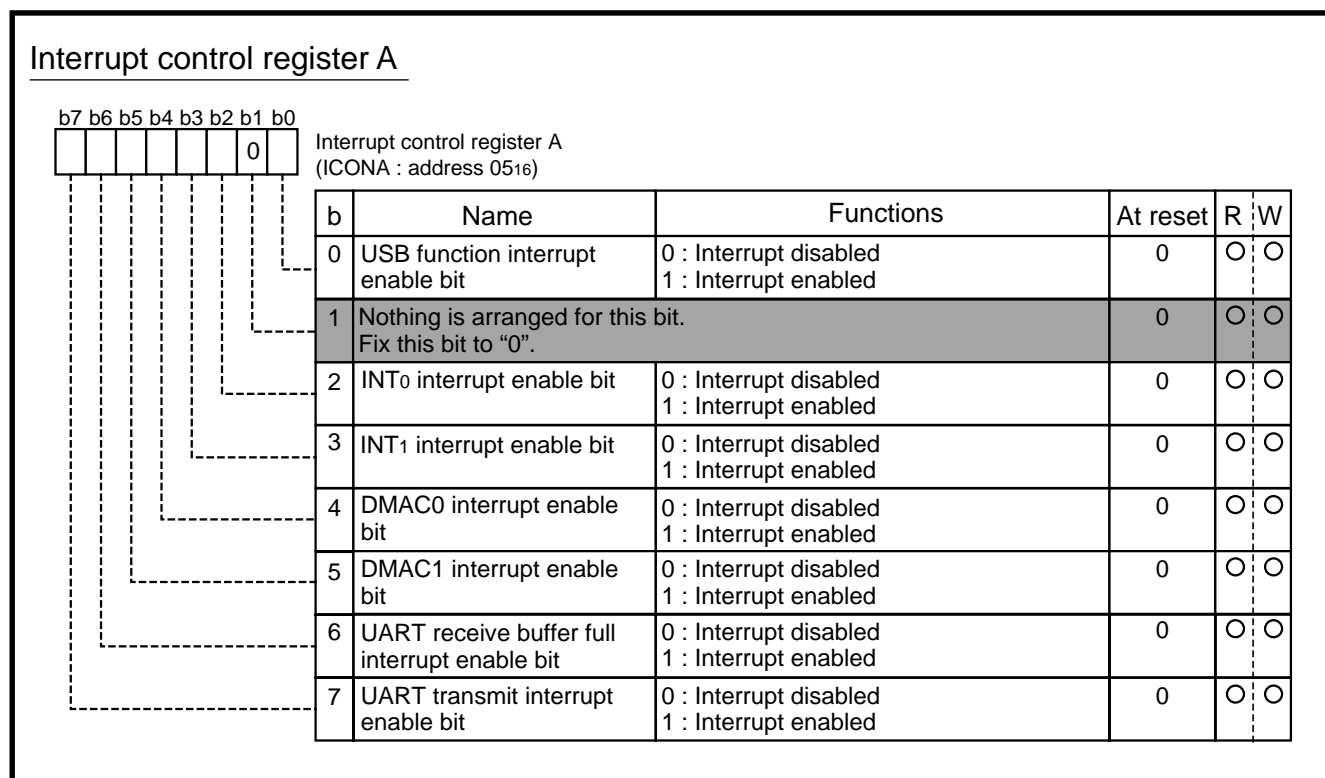 Interrupt control register A
b7 b6 b5 b4 b3 b2 b1 b0
0
Interrupt control register A
(ICONA : address 0516)
b Name Functions At reset R W
0 USB function interrupt enable bit 0 : Interrupt disabled 0 O O
1 : Interrupt enabled
1 Nothing is arranged for this bit. 0 O O
Fix this bit to “0”.
2 INT0 interrupt enable bit 0 : Interrupt disabled 0 O O
1 : Interrupt enabled
3 INT1 interrupt enable bit 0 : Interrupt disabled 0 O O
1 : Interrupt enabled
4 DMAC0 interrupt enable 0 : Interrupt disabled 0 O O
bit 1 : Interrupt enabled
5 DMAC1 interrupt enable 0 : Interrupt disabled 0 O O
bit 1 : Interrupt enabled
6 UART receive buffer full 0 : Interrupt disabled 0 O O
interrupt enable bit 1 : Interrupt enabled
7 UART transmit interrupt 0 : Interrupt disabled 0 O O
enable bit 1 : Interrupt enabled